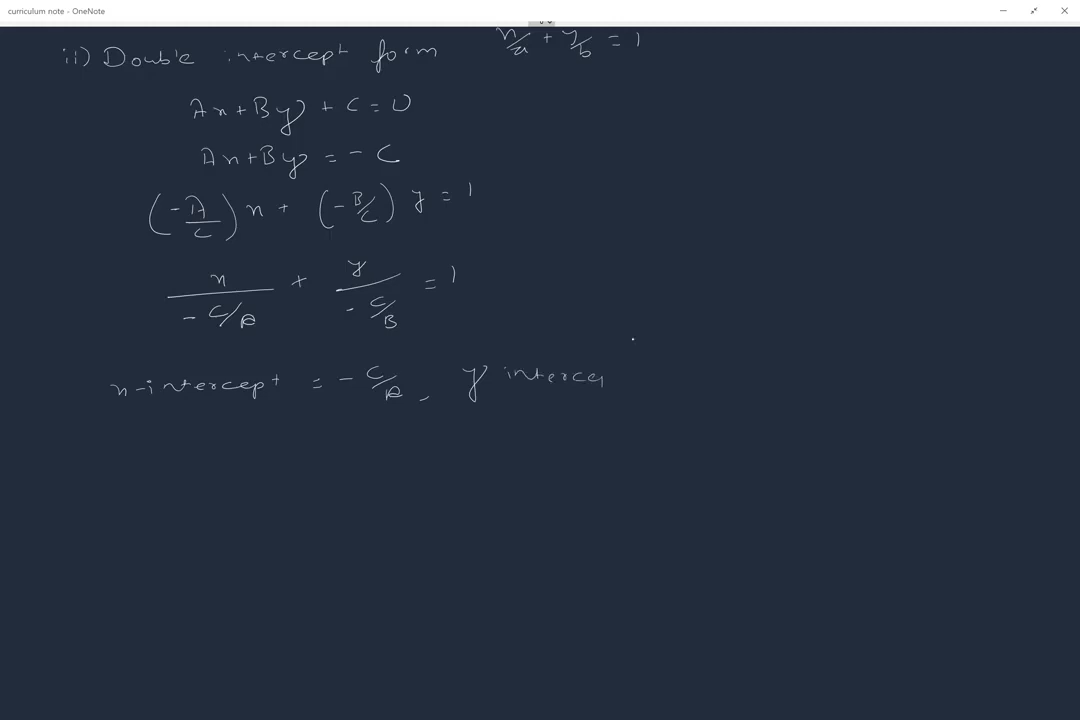 curriculum note - OneNote
ii) Double intercept form x/a + y/b = 1
Ax + By + C = 0
Ax + By = - C
(-A/C) x + (-B/C) y = 1
x/(-C/A) + y/(-C/B) = 1
x-intercept = - C/A, y intercep